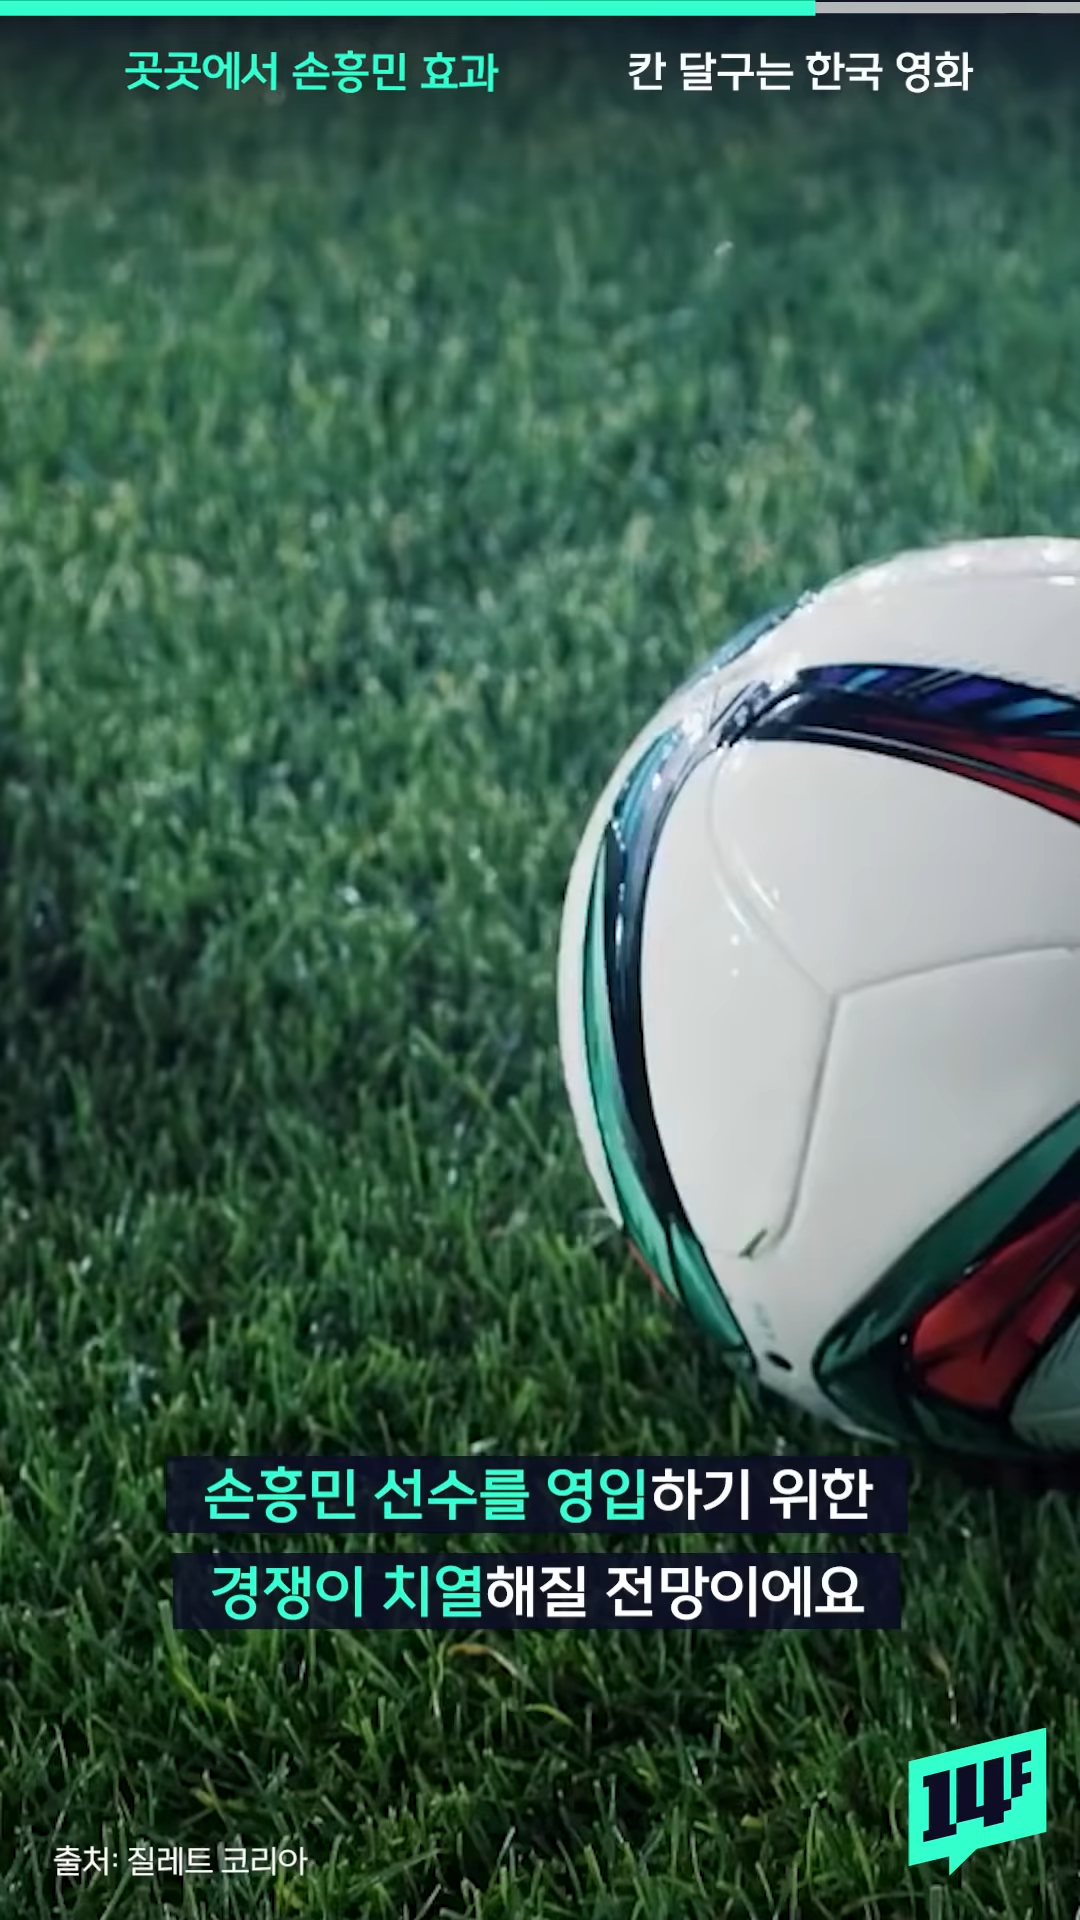 곳곳에서 손흥민 효과
칸 달구는 한국 영화
손흥민 선수를 영입하기 위한
경쟁이 치열해질 전망이에요
14F
출처: 질레트 코리아